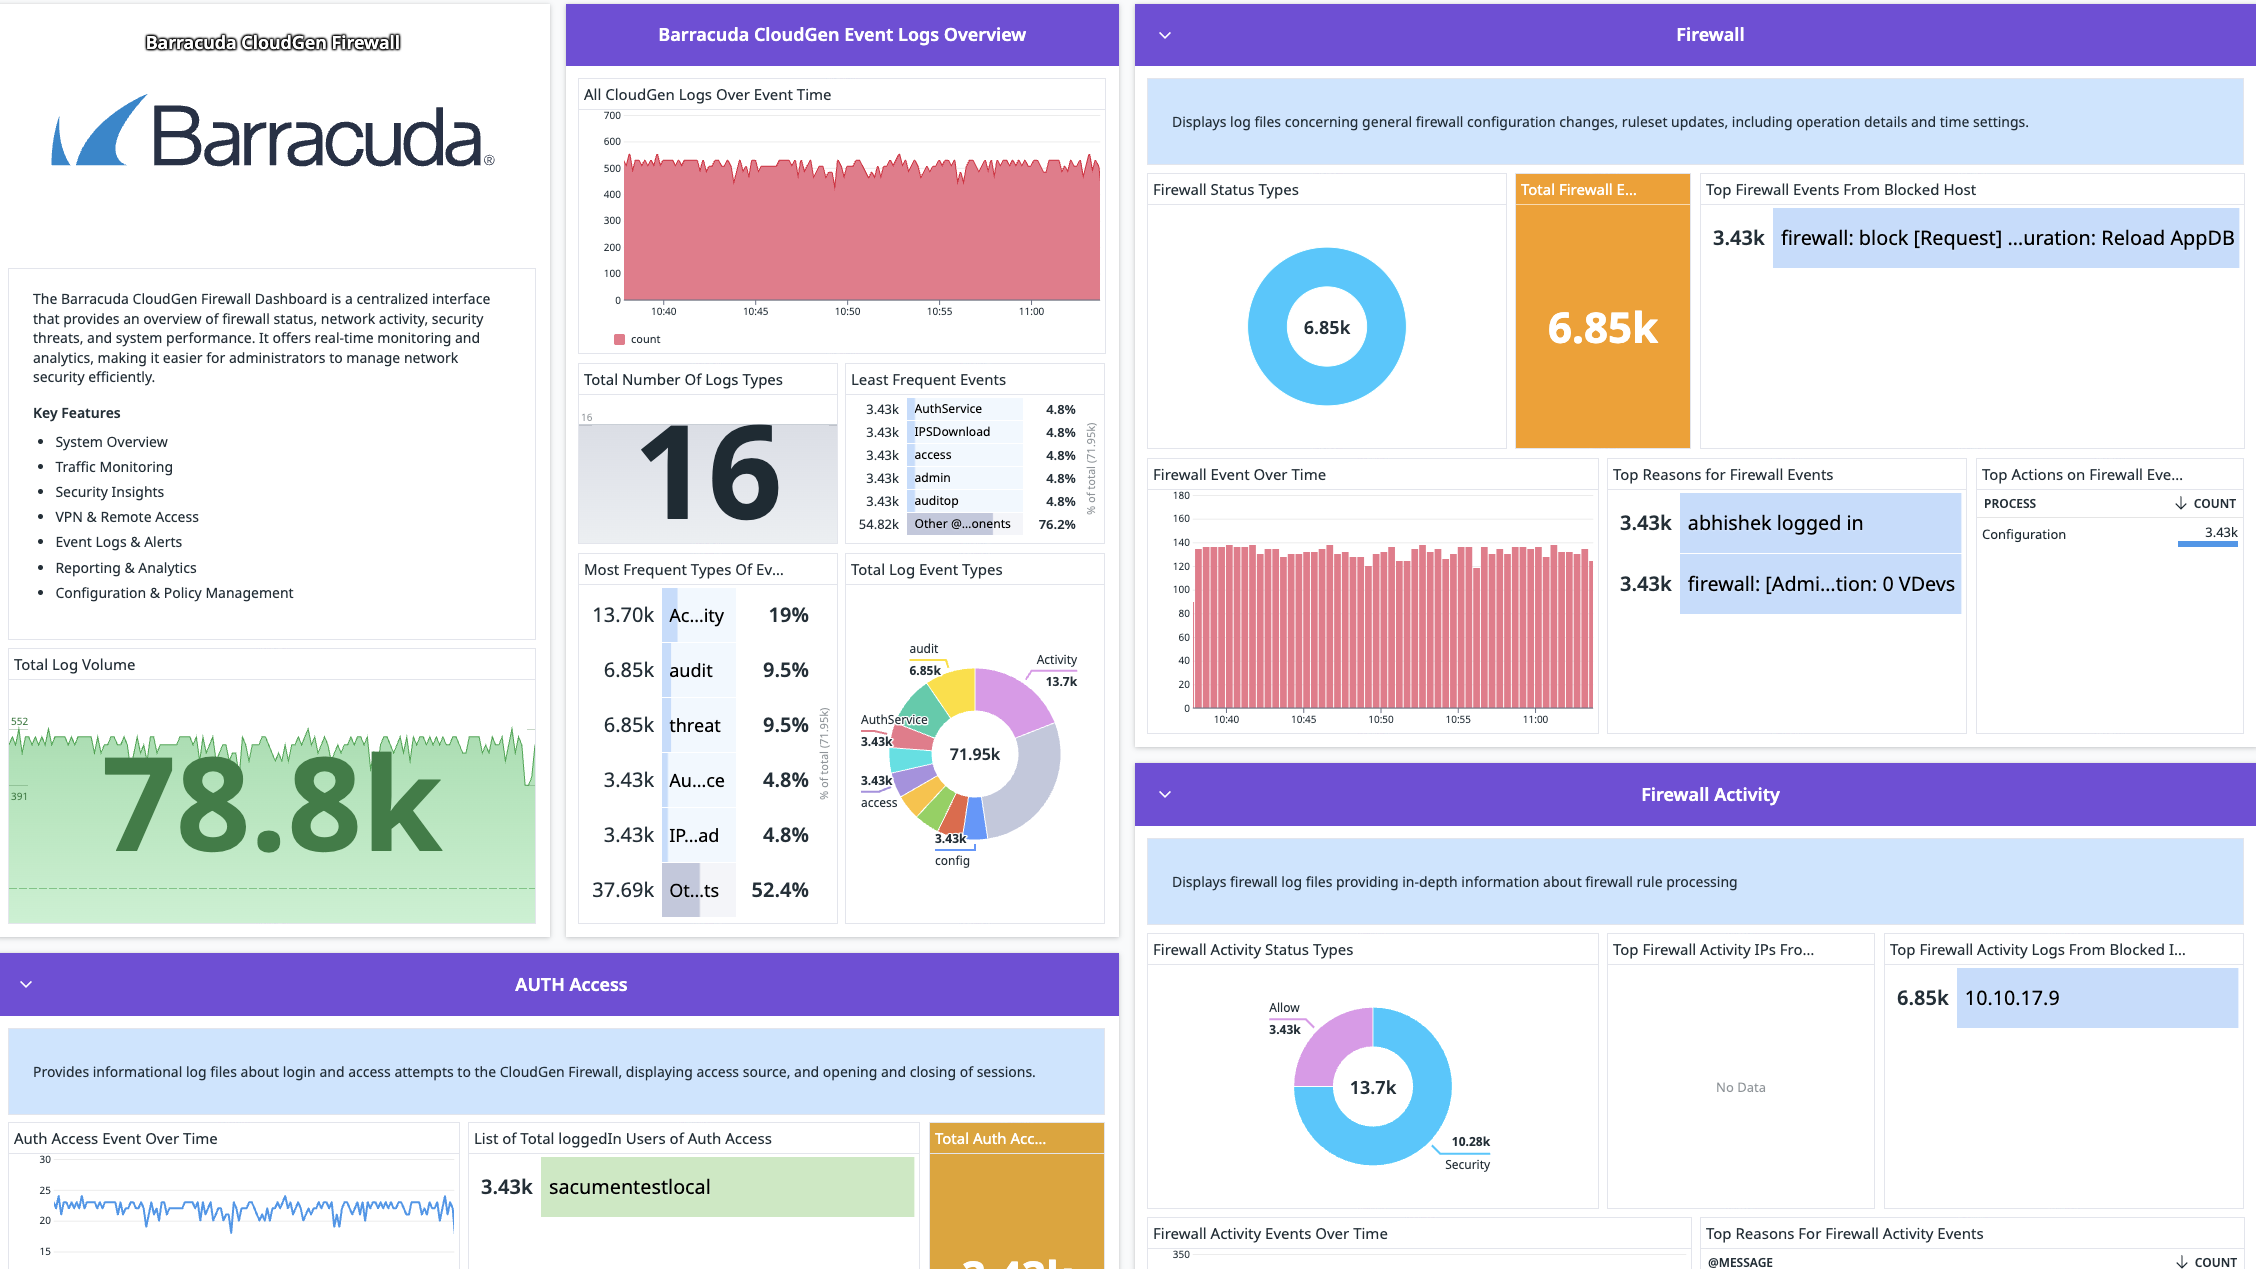 Barracuda CloudGen Firewall
Barracuda®
The Barracuda CloudGen Firewall Dashboard is a centralized interface
that provides an overview of firewall status, network activity, security
threats, and system performance. It offers real-time monitoring and
analytics, making it easier for administrators to manage network
security efficiently.
Key Features
• System Overview
• Traffic Monitoring
• Security Insights
• VPN & Remote Access
• Event Logs & Alerts
• Reporting & Analytics
• Configuration & Policy Management
Total Log Volume
552
391
78.8k
Barracuda CloudGen Event Logs Overview
All CloudGen Logs Over Event Time
700
600
500
400
300
200
100
0
10:40 10:45 10:50 10:55 11:00
count
Total Number Of Logs Types
16
16
Least Frequent Events
3.43k AuthService 4.8%
3.43k IPSDownload 4.8%
3.43k access 4.8%
3.43k admin 4.8%
3.43k auditop 4.8%
54.82k Other @...onents 76.2%
% of total (71.95k)
Most Frequent Types Of Ev...
13.70k Ac...ity 19%
6.85k audit 9.5%
6.85k threat 9.5%
3.43k Au...ce 4.8%
3.43k IP...ad 4.8%
37.69k Ot...ts 52.4%
% of total (71.95k)
Total Log Event Types
audit
6.85k
Activity
13.7k
AuthService
3.43k
71.95k
3.43k
access
3.43k
config
AUTH Access
Provides informational log files about login and access attempts to the CloudGen Firewall, displaying access source, and opening and closing of sessions.
Auth Access Event Over Time
30
25
20
15
List of Total loggedIn Users of Auth Access
3.43k sacumentestlocal
Total Auth Acc...
3.43k
Firewall
Displays log files concerning general firewall configuration changes, ruleset updates, including operation details and time settings.
Firewall Status Types
6.85k
Total Firewall E...
6.85k
Top Firewall Events From Blocked Host
3.43k firewall: block [Request] ...uration: Reload AppDB
Firewall Event Over Time
180
160
140
120
100
80
60
40
20
0
10:40 10:45 10:50 10:55 11:00
Top Reasons for Firewall Events
3.43k abhishek logged in
3.43k firewall: [Admi...tion: 0 VDevs
Top Actions on Firewall Eve...
PROCESS ↓ COUNT
Configuration 3.43k
Firewall Activity
Displays firewall log files providing in-depth information about firewall rule processing
Firewall Activity Status Types
Allow
3.43k
13.7k
10.28k
Security
Top Firewall Activity IPs Fro...
No Data
Top Firewall Activity Logs From Blocked I...
6.85k 10.10.17.9
Firewall Activity Events Over Time
350
Top Reasons For Firewall Activity Events
@MESSAGE ↓ COUNT